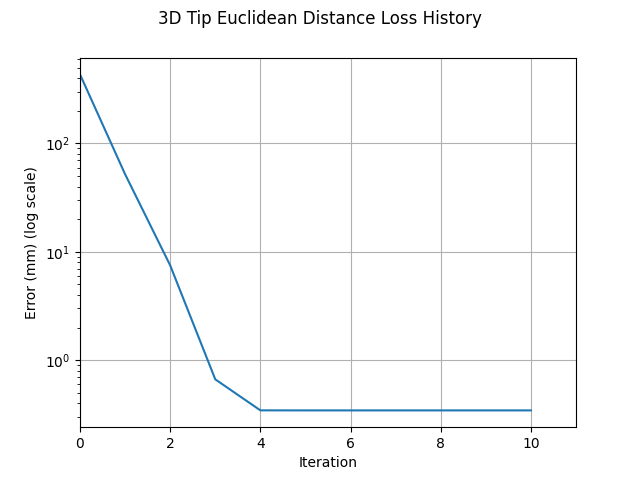 3D Tip Euclidean Distance Loss History
Error (mm) (log scale)
10²
10¹
10⁰
0 2 4 6 8 10
Iteration